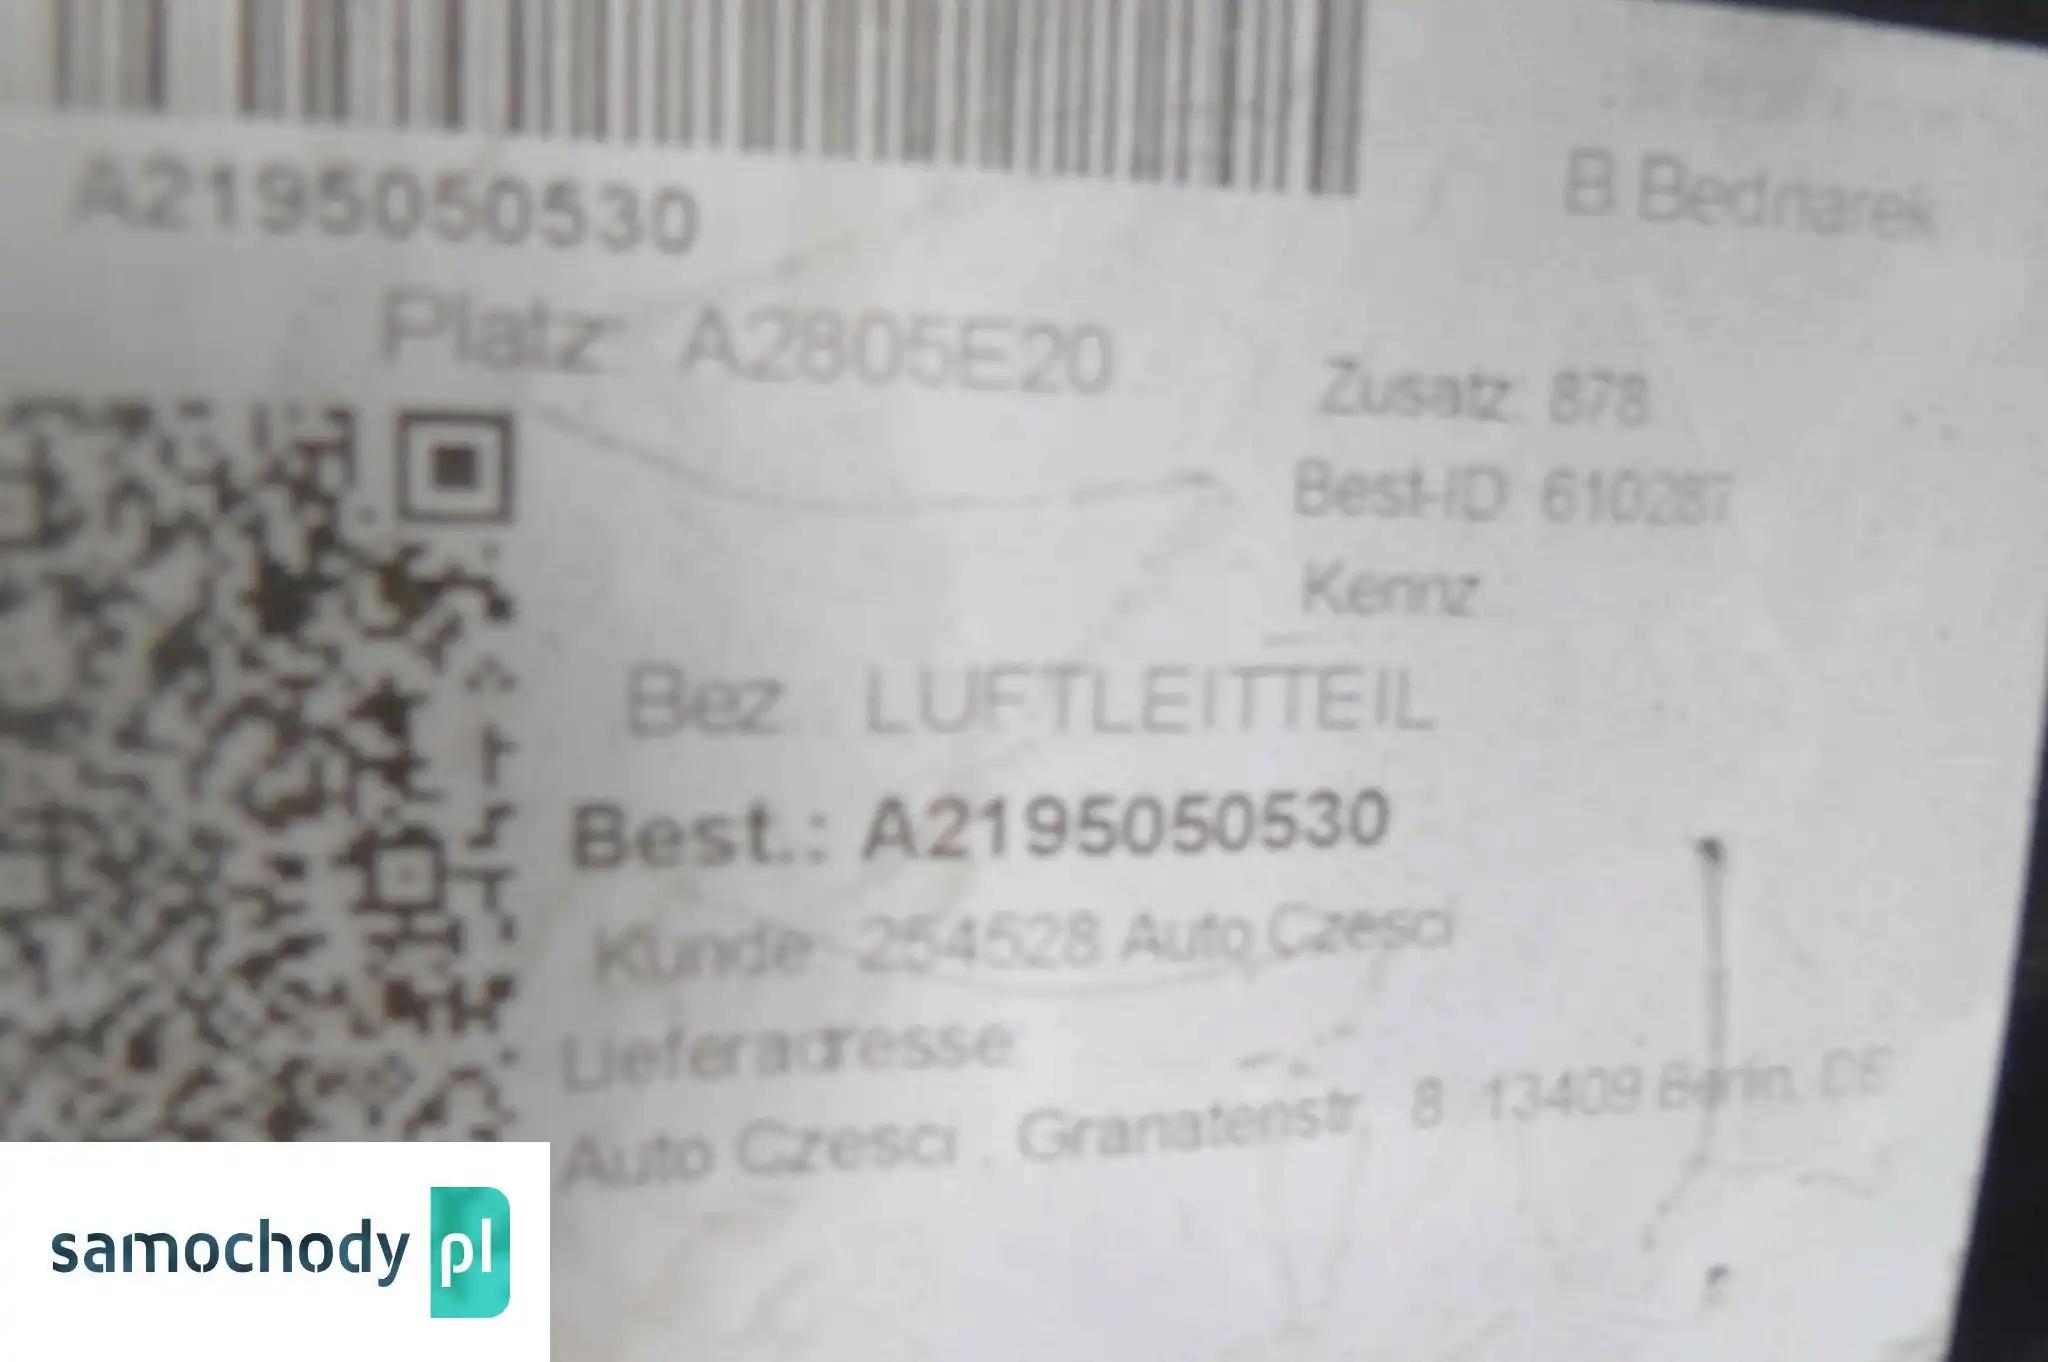 B Bednarek
A2195050530
Platz: A2805E20
Zusatz: 878
Best-ID: 610287
Kennz.:
Bez.: LUFTLEITTEIL
Best.: A2195050530
Kunde: 254528 Auto Czesci
Lieferadresse:
Auto Czesci , Granatenstr. 8, 13409 Berlin, DE
samochody pl